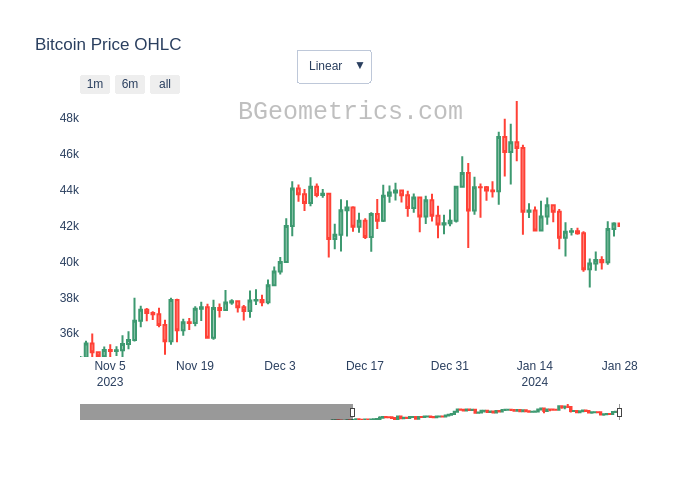 Bitcoin Price OHLC
Linear ▼
1m 6m all
BGeometrics.com
48k
46k
44k
42k
40k
38k
36k
Nov 5 Nov 19 Dec 3 Dec 17 Dec 31 Jan 14 Jan 28
2023 2024